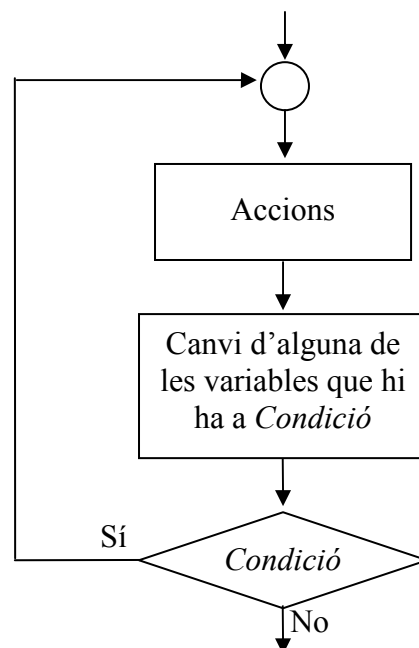 Accions
Canvi d’alguna de
les variables que hi
ha a Condició
Sí
Condició
No